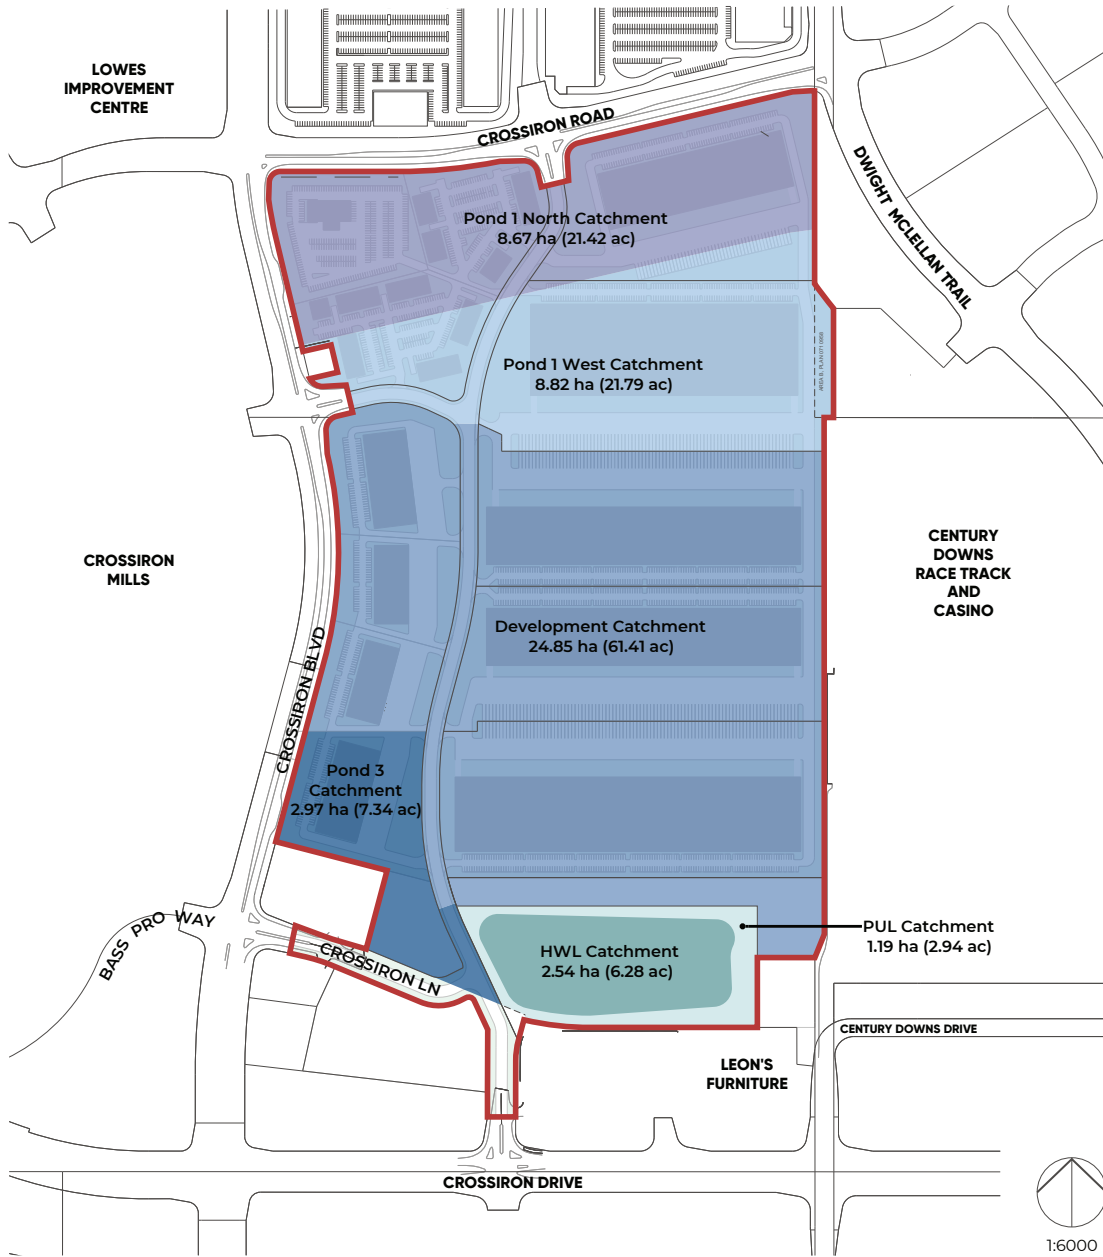 LOWES
IMPROVEMENT
CENTRE
CROSSIRON ROAD
DWIGHT MCLELLAN TRAIL
Pond 1 North Catchment
8.67 ha (21.42 ac)
Pond 1 West Catchment
8.82 ha (21.79 ac)
CROSSIRON
MILLS
CENTURY
DOWNS
RACE TRACK
AND
CASINO
Development Catchment
24.85 ha (61.41 ac)
CROSSIRON BLVD
Pond 3
Catchment
2.97 ha (7.34 ac)
BASS PRO WAY
CROSSIRON LN
HWL Catchment
2.54 ha (6.28 ac)
PUL Catchment
1.19 ha (2.94 ac)
CENTURY DOWNS DRIVE
LEON'S
FURNITURE
CROSSIRON DRIVE
1:6000